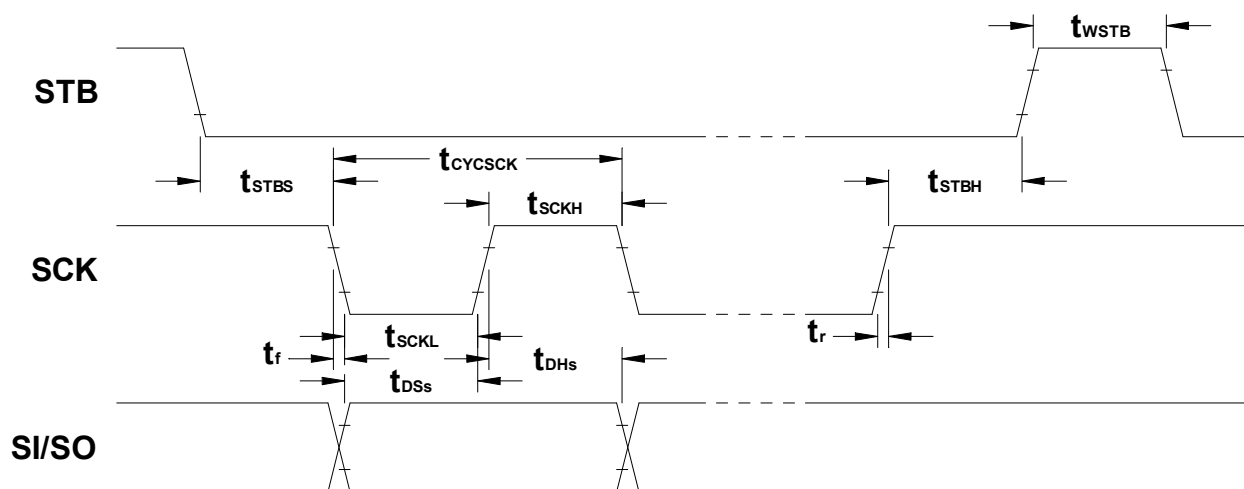 tWSTB
STB
tCYCSCK
tSTBS
tSTBH
tSCKH
SCK
tSCKL
tr
tf
tDHs
tDSs
SI/SO